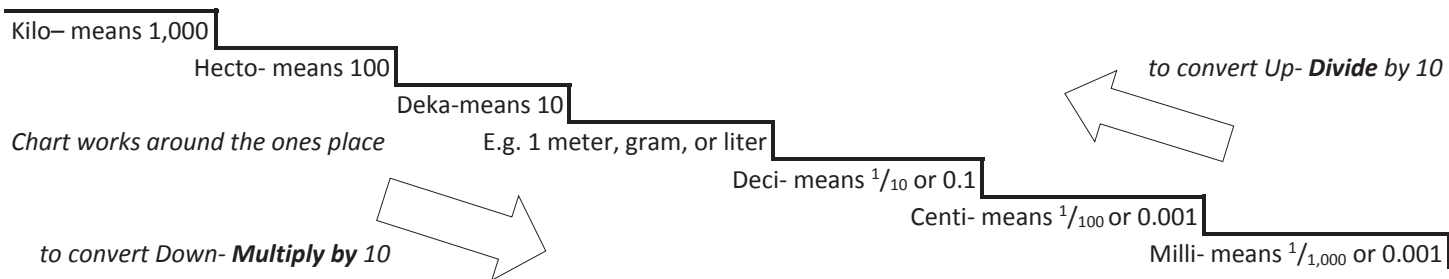 Kilo– means 1,000
Hecto- means 100
to convert Up- Divide by 10
Deka-means 10
Chart works around the ones place
E.g. 1 meter, gram, or liter
Deci- means 1/10 or 0.1
Centi- means 1/100 or 0.001
to convert Down- Multiply by 10
Milli- means 1/1,000 or 0.001